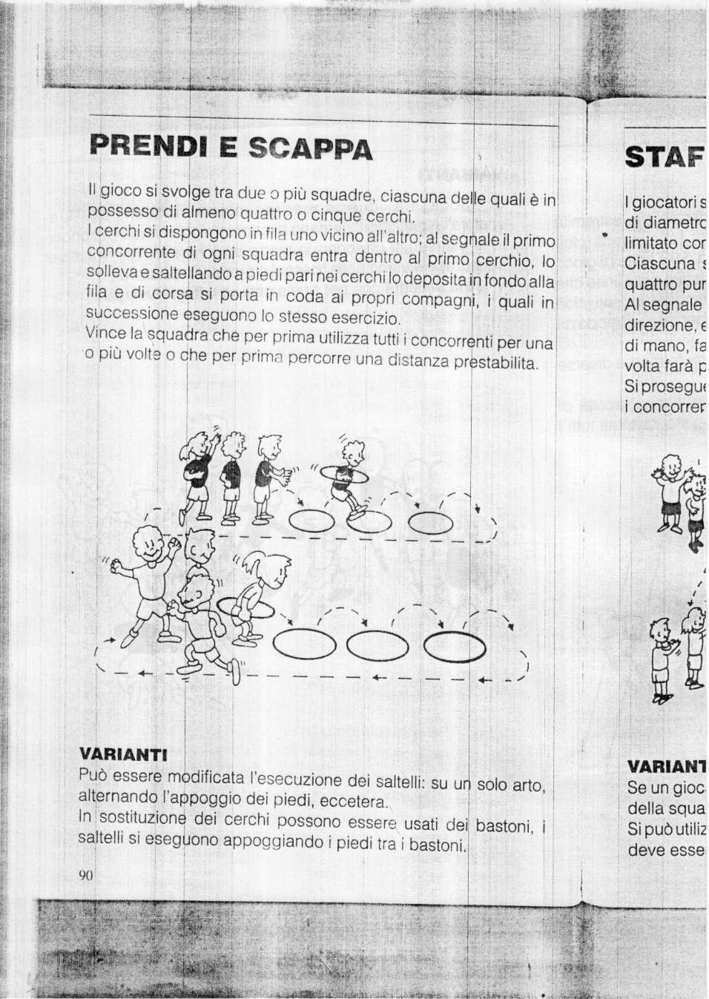 PRENDI E SCAPPA
Il gioco si svolge tra due o più squadre, ciascuna delle quali è in
possesso di almeno quattro o cinque cerchi.
I cerchi si dispongono in fila uno vicino all'altro; al segnale il primo
concorrente di ogni squadra entra dentro al primo cerchio, lo
solleva e saltellando a piedi pari nei cerchi lo deposita in fondo alla
fila e di corsa si porta in coda ai propri compagni, i quali in
successione eseguono lo stesso esercizio.
Vince la squadra che per prima utilizza tutti i concorrenti per una
o più volte o che per prima percorre una distanza prestabilita.
VARIANTI
Può essere modificata l'esecuzione dei saltelli: su un solo arto,
alternando l'appoggio dei piedi, eccetera.
In sostituzione dei cerchi possono essere usati dei bastoni, i
saltelli si eseguono appoggiando i piedi tra i bastoni.
90
STAF
I giocatori s
di diametro
limitato cor
Ciascuna s
quattro pur
Al segnale
direzione, e
di mano, fa
volta farà p
Si prosegue
i concorrer
VARIANT
Se un gioc
della squa
Si può utiliz
deve esse